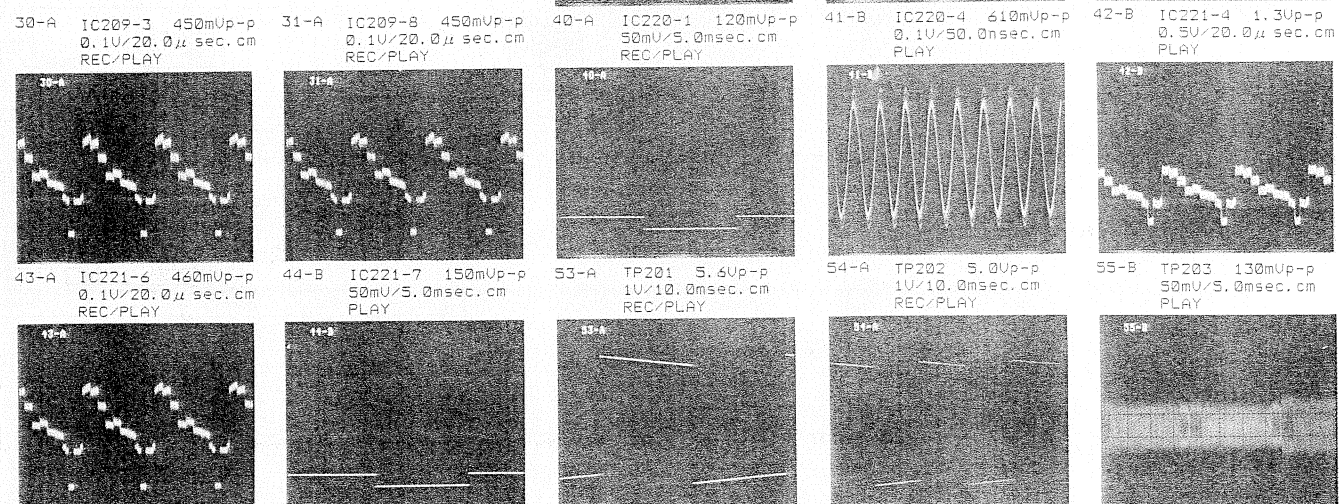 30-A IC209-3 450mVp-p
0.1V/20.0μ sec.cm
REC/PLAY
31-A IC209-8 450mVp-p
0.1V/20.0μ sec.cm
REC/PLAY
40-A IC220-1 120mVp-p
50mV/5.0msec.cm
REC/PLAY
41-B IC220-4 610mVp-p
0.1V/50.0nsec.cm
PLAY
42-B IC221-4 1.3Vp-p
0.5V/20.0μ sec.cm
PLAY
30-A
31-A
40-A
41-B
42-B
43-A IC221-6 460mVp-p
0.1V/20.0μ sec.cm
REC/PLAY
44-B IC221-7 150mVp-p
50mV/5.0msec.cm
PLAY
53-A TP201 5.6Vp-p
1V/10.0msec.cm
REC/PLAY
54-A TP202 5.0Vp-p
1V/10.0msec.cm
REC/PLAY
55-B TP203 130mVp-p
50mV/5.0msec.cm
PLAY
43-A
44-B
53-A
54-A
55-B